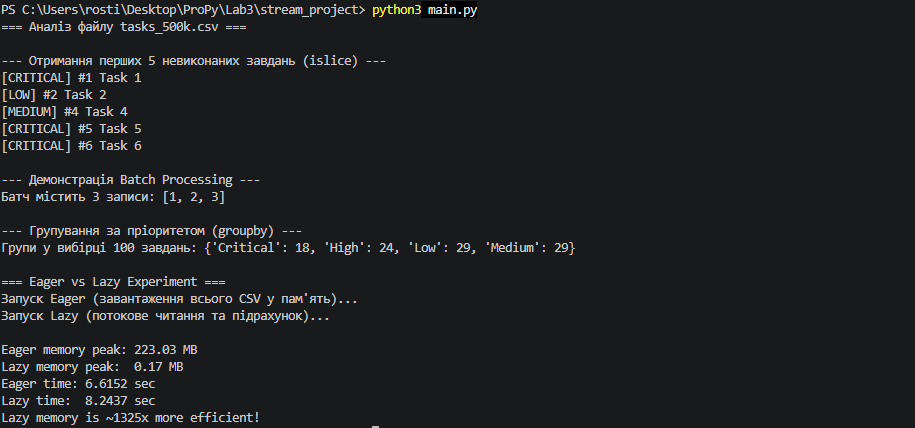 PS C:\Users\rosti\Desktop\ProPy\Lab3\stream_project> python3 main.py
=== Аналіз файлу tasks_500k.csv ===
--- Отримання перших 5 невиконаних завдань (islice) ---
[CRITICAL] #1 Task 1
[LOW] #2 Task 2
[MEDIUM] #4 Task 4
[CRITICAL] #5 Task 5
[CRITICAL] #6 Task 6
--- Демонстрація Batch Processing ---
Батч містить 3 записи: [1, 2, 3]
--- Групування за пріоритетом (groupby) ---
Групи у вибірці 100 завдань: {'Critical': 18, 'High': 24, 'Low': 29, 'Medium': 29}
=== Eager vs Lazy Experiment ===
Запуск Eager (завантаження всього CSV у пам'ять)...
Запуск Lazy (потокове читання та підрахунок)...
Eager memory peak: 223.03 MB
Lazy memory peak:  0.17 MB
Eager time: 6.6152 sec
Lazy time:  8.2437 sec
Lazy memory is ~1325x more efficient!